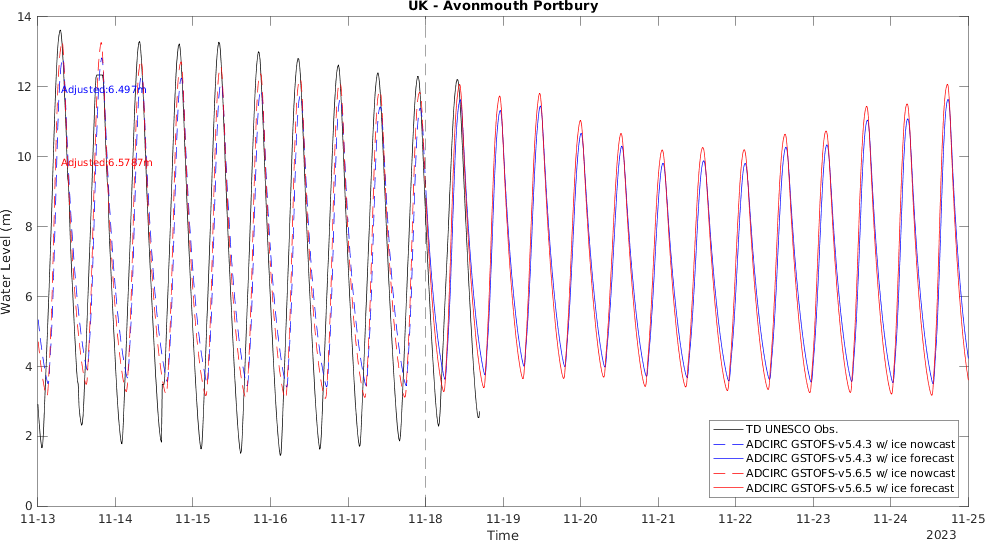 UK - Avonmouth Portbury
14
12
10
8
6
4
2
0
Water Level (m)
Adjusted:6.497m
Adjusted:6.5787m
TD UNESCO Obs.
ADCIRC GSTOFS-v5.4.3 w/ ice nowcast
ADCIRC GSTOFS-v5.4.3 w/ ice forecast
ADCIRC GSTOFS-v5.6.5 w/ ice nowcast
ADCIRC GSTOFS-v5.6.5 w/ ice forecast
11-13 11-14 11-15 11-16 11-17 11-18 11-19 11-20 11-21 11-22 11-23 11-24 11-25
Time
2023